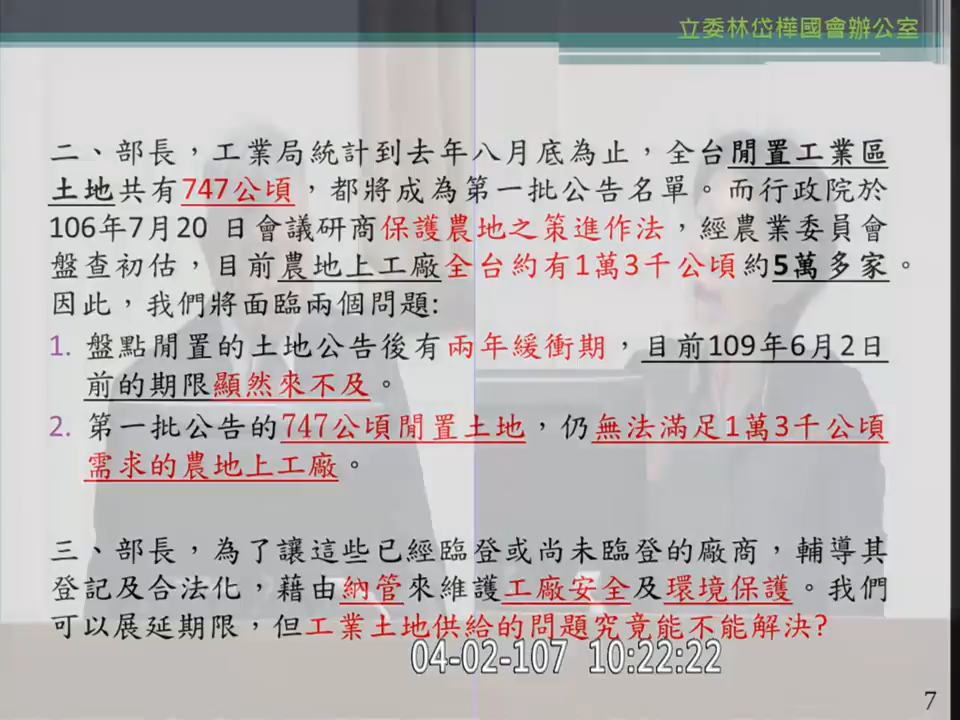 立委林岱樺國會辦公室
二、部長，工業局統計到去年八月底為止，全台閒置工業區
土地共有747公頃，都將成為第一批公告名單。而行政院於
106年7月20 日會議研商保護農地之策進作法，經農業委員會
盤查初估，目前農地上工廠全台約有1萬3千公頃約5萬多家。
因此，我們將面臨兩個問題:
1. 盤點閒置的土地公告後有兩年緩衝期，目前109年6月2日
前的期限顯然來不及。
2. 第一批公告的747公頃閒置土地，仍無法滿足1萬3千公頃
需求的農地上工廠。
三、部長，為了讓這些已經臨登或尚未臨登的廠商，輔導其
登記及合法化，藉由納管來維護工廠安全及環境保護。我們
可以展延期限，但工業土地供給的問題究竟能不能解決?
04-02-107 10:22:22
7